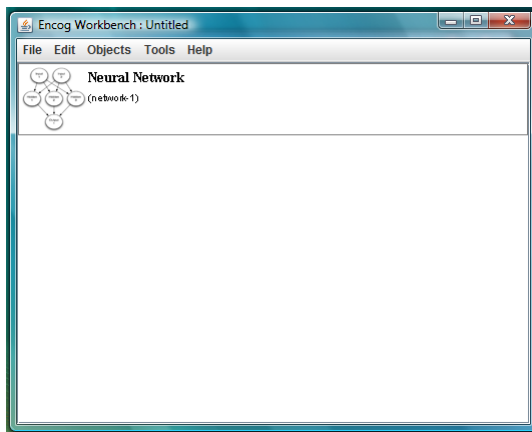 Encog Workbench : Untitled
File Edit Objects Tools Help
Neural Network
(network-1)